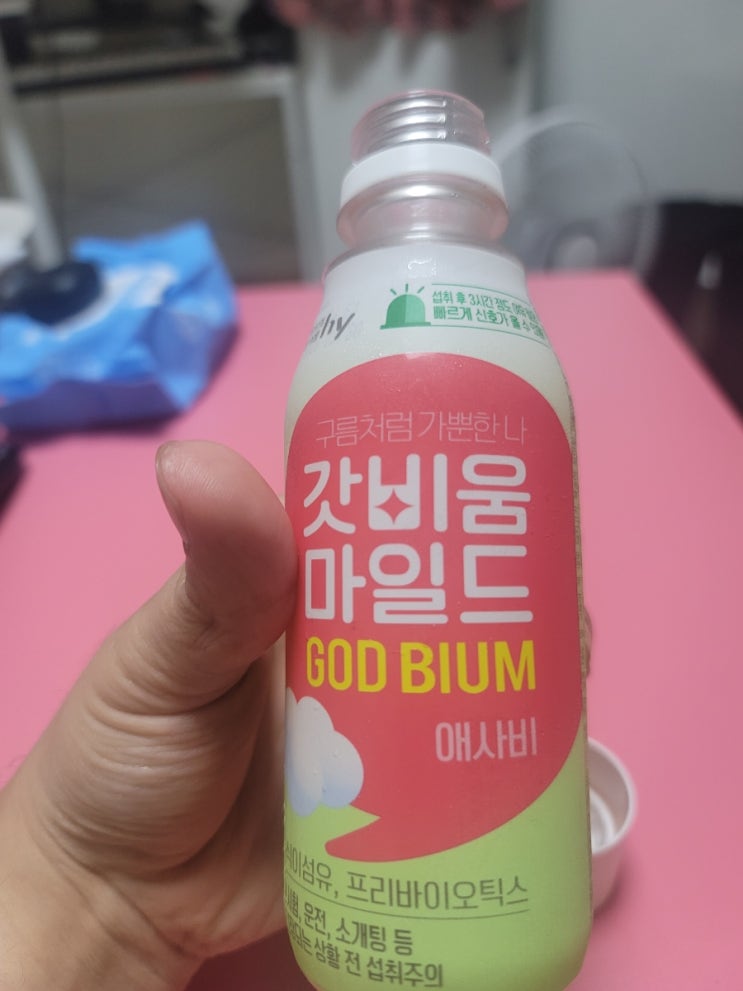 hy
섭취 후 3시간 정도
빠르게 신호가 올 수
구름처럼 가뿐한 나
갓비움
마일드
GOD BIUM
애사비
식이섬유, 프리바이오틱스
운전, 소개팅 등
상황 전 섭취주의